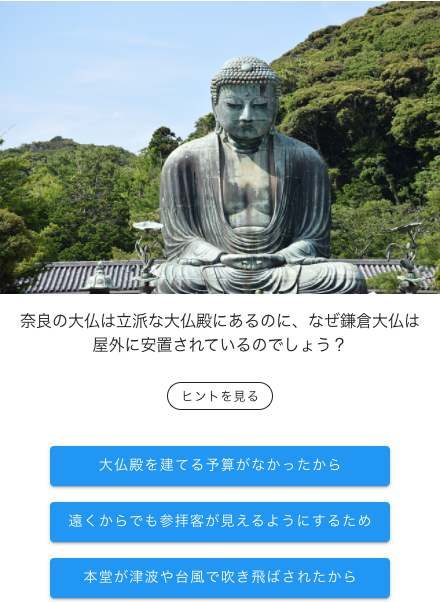 奈良の大仏は立派な大仏殿にあるのに、なぜ鎌倉大仏は
屋外に安置されているのでしょう？
ヒントを見る
大仏殿を建てる予算がなかったから
遠くからでも参拝客が見えるようにするため
本堂が津波や台風で吹き飛ばされたから